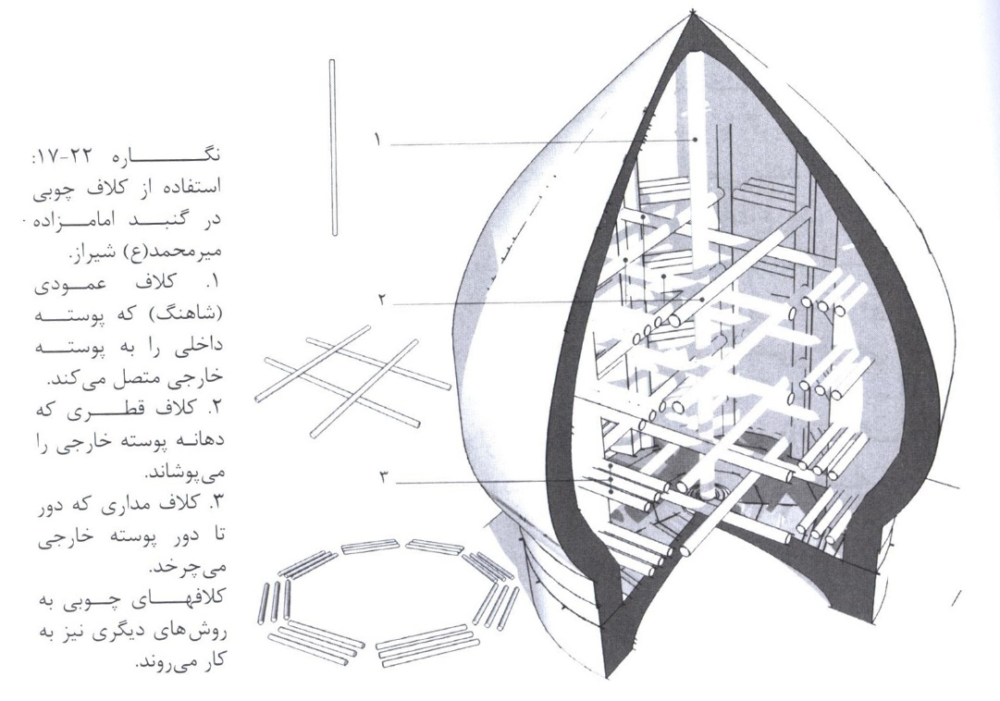 نگاره ۲۲-۱۷:
استفاده از کلاف چوبی
در گنبد امامزاده
میرمحمد(ع) شیراز.
۱. کلاف عمودی
(شاهنگ) که پوسته
داخلی را به پوسته
خارجی متصل می‌کند.
۲. کلاف قطری که
دهانه پوسته خارجی را
می‌پوشاند.
۳. کلاف مداری که دور
تا دور پوسته خارجی
می‌چرخد.
کلافهای چوبی به
روش‌های دیگری نیز به
کار می‌روند.
۱
۲
۳